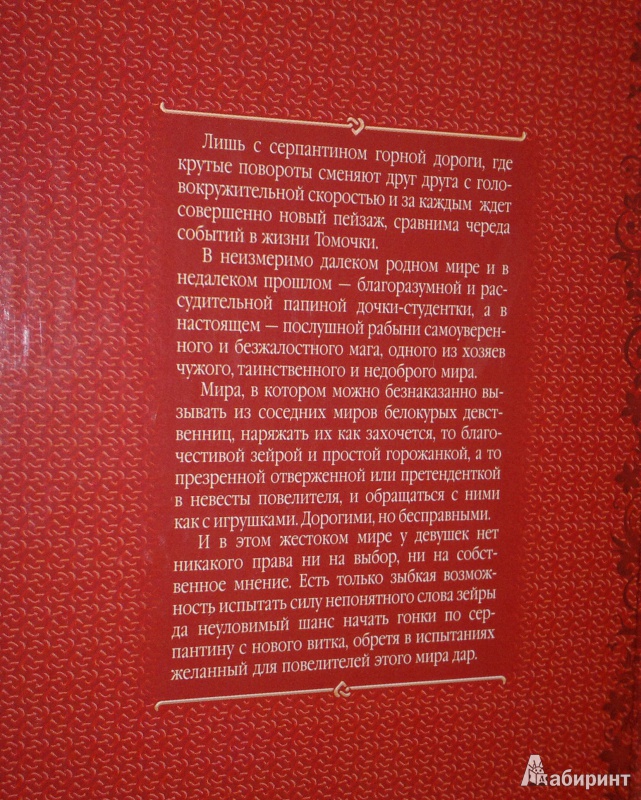 Лишь с серпантином горной дороги, где
крутые повороты сменяют друг друга с голо-
вокружительной скоростью и за каждым ждет
совершенно новый пейзаж, сравнима череда
событий в жизни Томочки.
В неизмеримо далеком родном мире и в
недалеком прошлом — благоразумной и рас-
судительной папиной дочки-студентки, а в
настоящем — послушной рабыни самоуверен-
ного и безжалостного мага, одного из хозяев
чужого, таинственного и недоброго мира.
Мира, в котором можно безнаказанно вы-
зывать из соседних миров белокурых девст-
венниц, наряжать их как захочется, то благо-
честивой зейрой и простой горожанкой, а то
презренной отверженной или претенденткой
в невесты повелителя, и обращаться с ними
как с игрушками. Дорогими, но бесправными.
И в этом жестоком мире у девушек нет
никакого права ни на выбор, ни на собст-
венное мнение. Есть только зыбкая возмож-
ность испытать силу непонятного слова зейры
да неуловимый шанс начать гонки по сер-
пантину с нового витка, обретя в испытаниях
желанный для повелителей этого мира дар.
Лабиринт